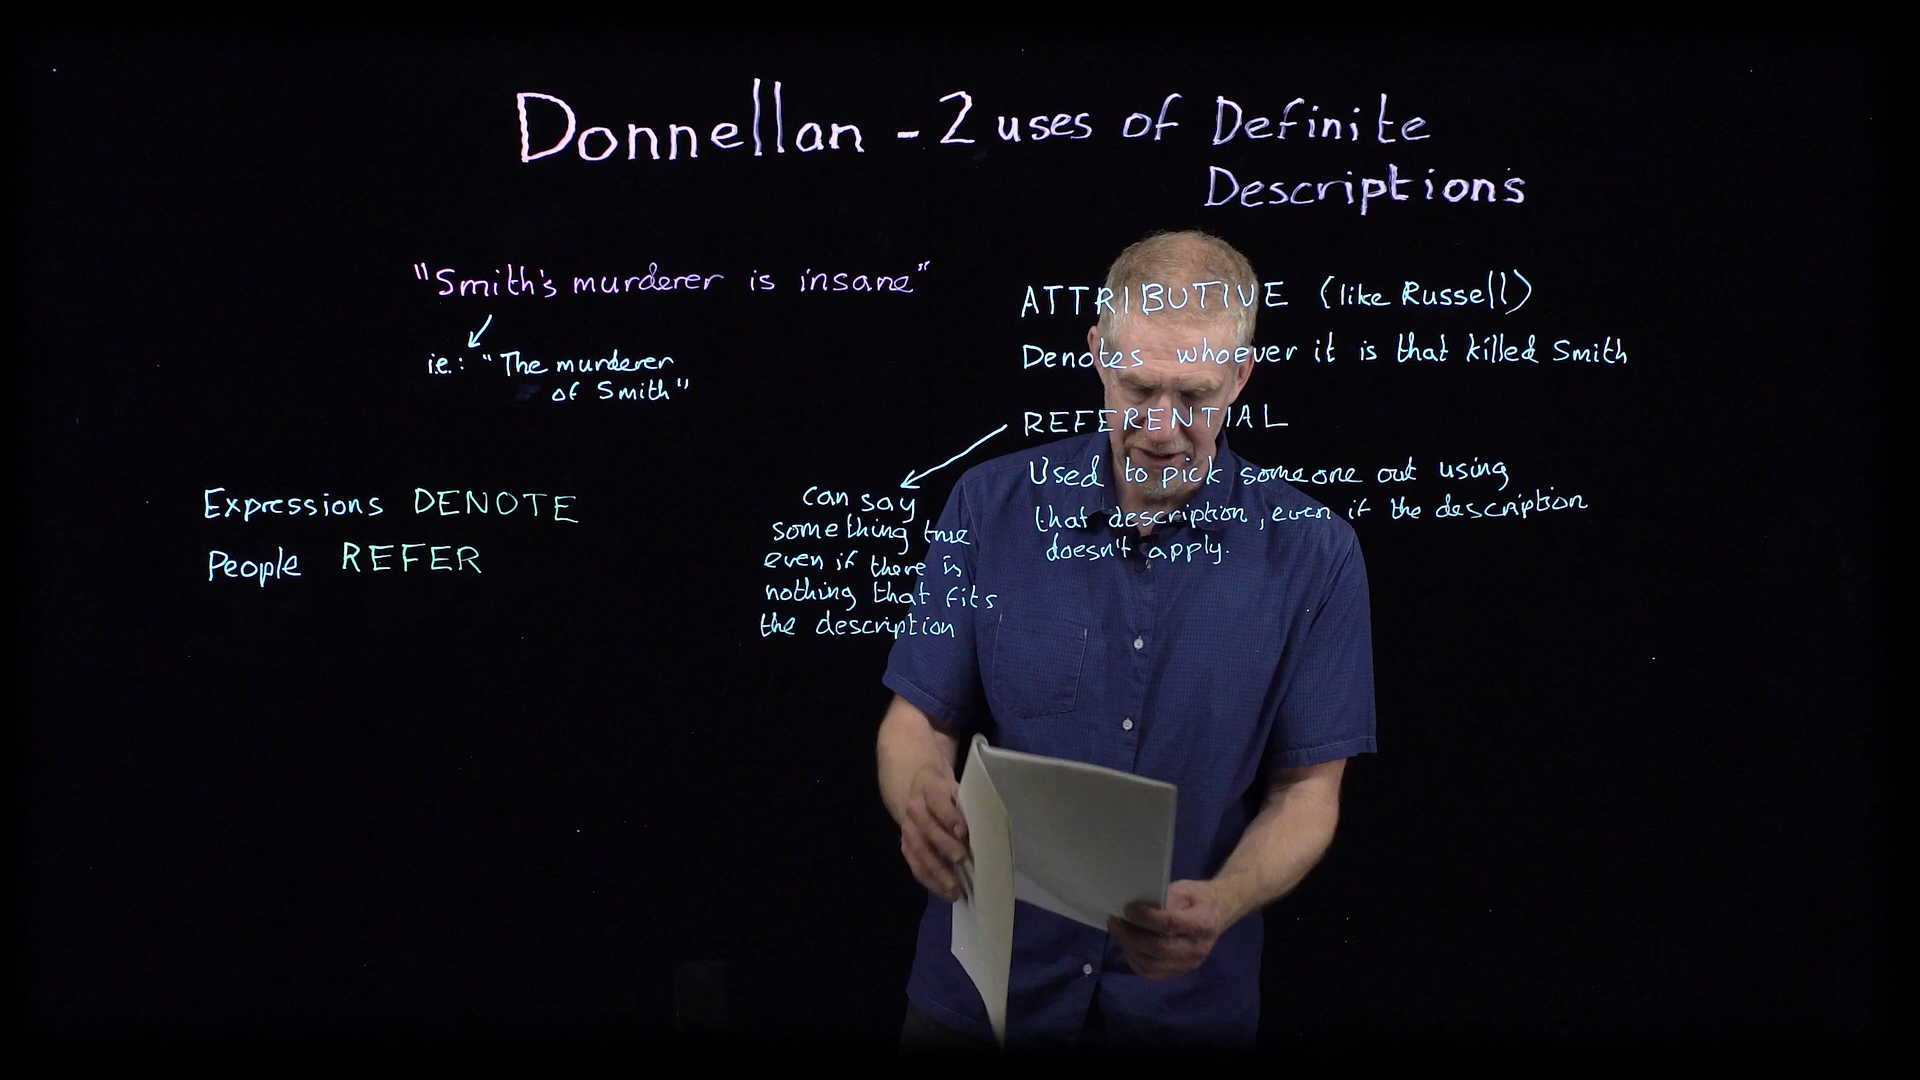 Donnellan - 2 uses of Definite
Descriptions
"Smith's murderer is insane"
i.e.: "The murderer
of Smith"
Expressions DENOTE
People REFER
ATTRIBUTIVE (like Russell)
Denotes whoever it is that killed Smith
REFERENTIAL
Used to pick someone out using
that description, even if the description
doesn't apply.
can say
something true
even if there is
nothing that fits
the description